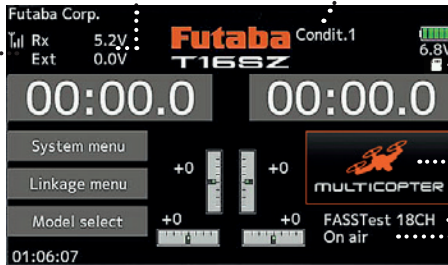 Futaba Corp.
Rx 5.2V
Ext 0.0V
Futaba
T16SZ
Condit.1
6.8V
00:00.0
00:00.0
System menu
Linkage menu
Model select
+0
+0
+0
+0
MULTICOPTER
FASSTest 18CH
On air
01:06:07